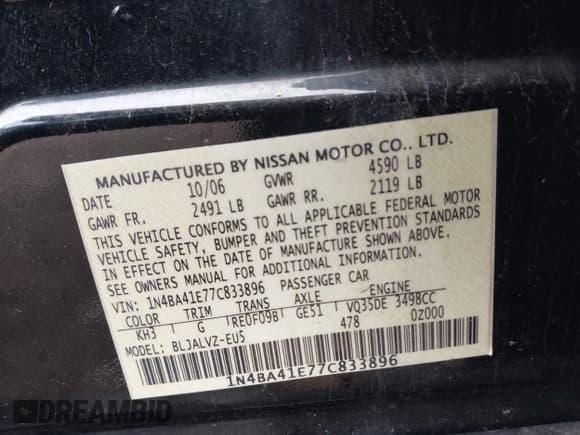 MANUFACTURED BY NISSAN MOTOR CO., LTD.
DATE 10/06 GVWR 4590 LB
GAWR FR. 2491 LB GAWR RR. 2119 LB
THIS VEHICLE CONFORMS TO ALL APPLICABLE FEDERAL MOTOR
VEHICLE SAFETY, BUMPER AND THEFT PREVENTION STANDARDS
IN EFFECT ON THE DATE OF MANUFACTURE SHOWN ABOVE.
SEE OWNERS MANUAL FOR ADDITIONAL INFORMATION.
VIN: 1N4BA41E77C833896 PASSENGER CAR
COLOR TRIM TRANS AXLE ENGINE
KH3 G RE0F09B GE51 VQ35DE 3498CC
MODEL: BLJALVZ-EU5 478 0Z000
1N4BA41E77C833896
DREAMBID